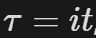 τ = it,